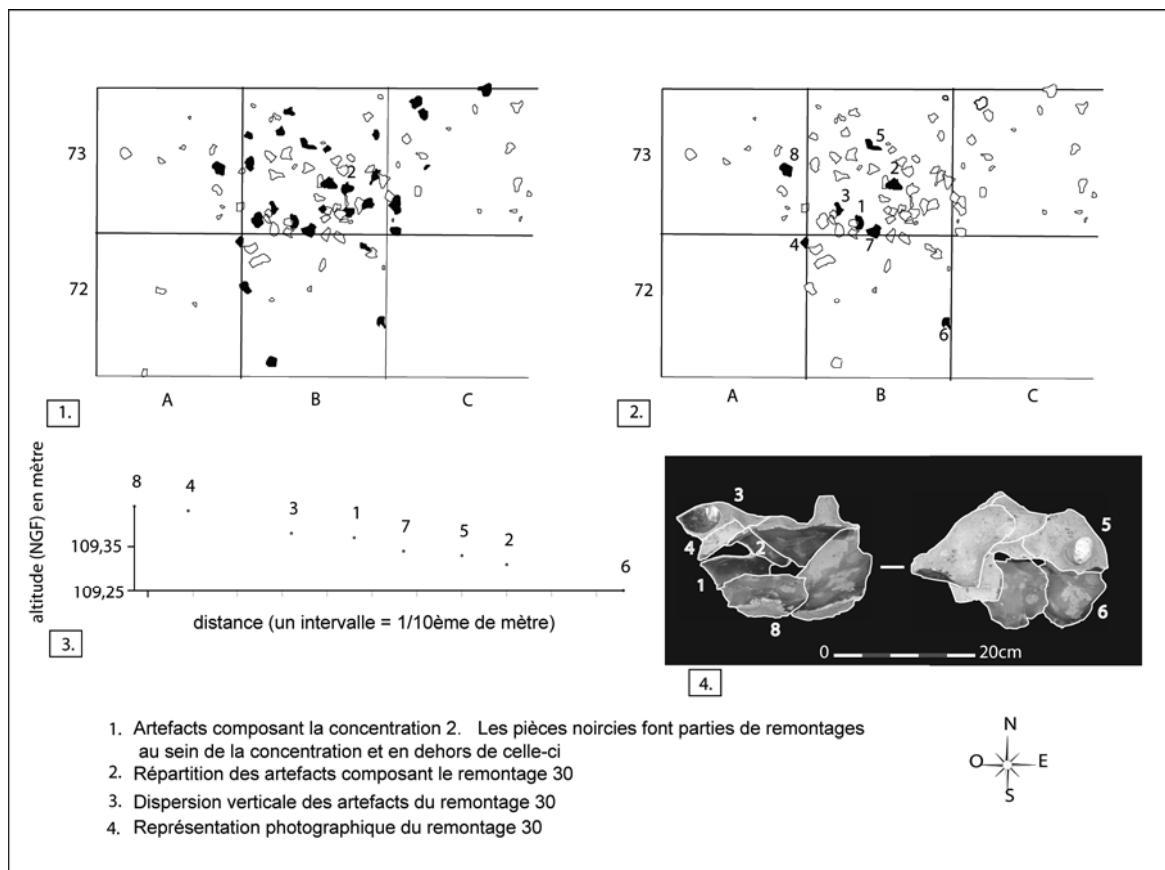 73
72
2
A
B
C
1.
73
72
8
5
2
3
1
4
7
6
A
B
C
2.
altitude (NGF) en mètre
109,35
109,25
8
4
3
1
7
5
2
6
distance (un intervalle = 1/10ème de mètre)
3.
3
4
2
1
8
5
6
0
20cm
4.
1. Artefacts composant la concentration 2. Les pièces noircies font parties de remontages
au sein de la concentration et en dehors de celle-ci
2. Répartition des artefacts composant le remontage 30
3. Dispersion verticale des artefacts du remontage 30
4. Représentation photographique du remontage 30
N
O
E
S